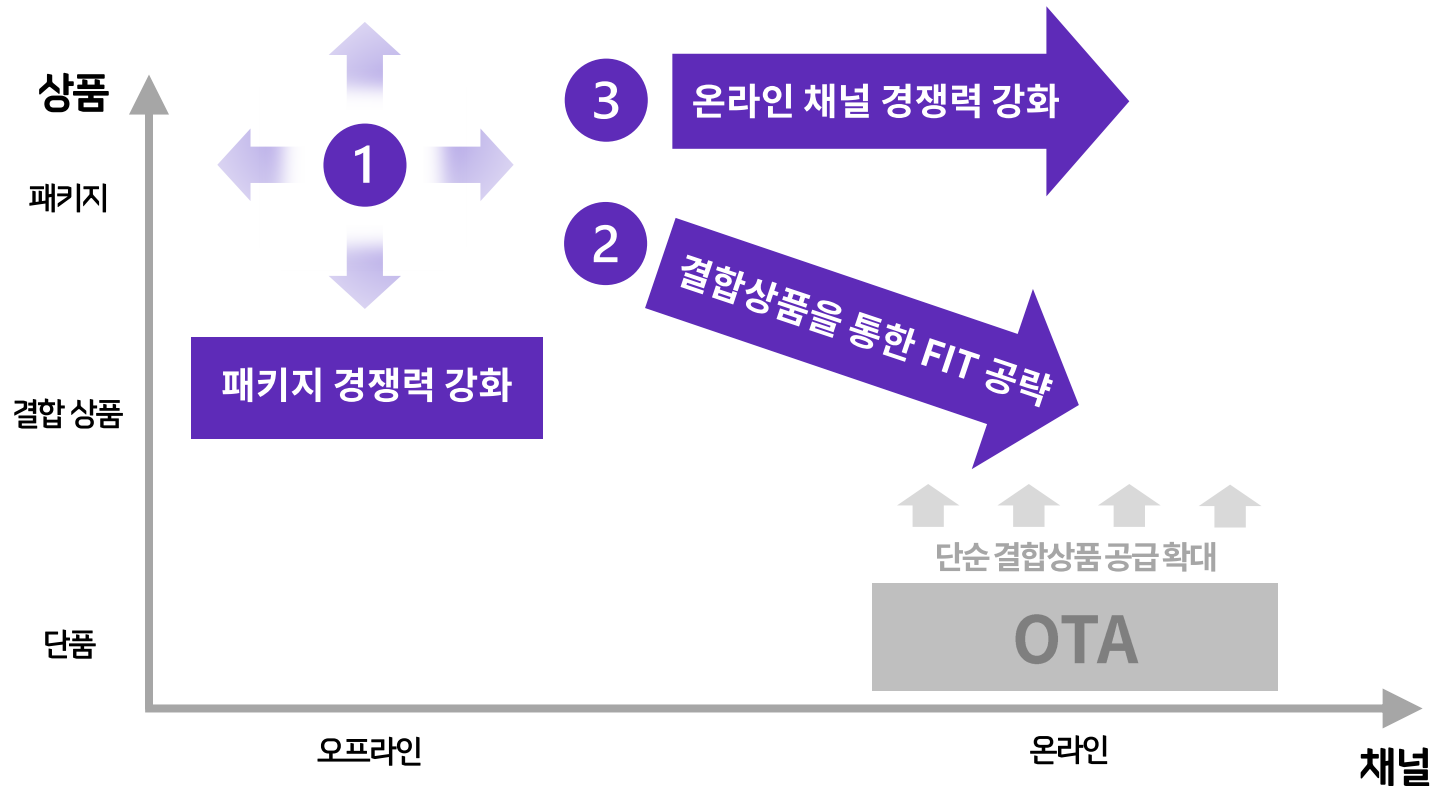 상품
패키지
결합 상품
단품
1
패키지 경쟁력 강화
3
온라인 채널 경쟁력 강화
2
결합상품을 통한 FIT 공략
단순 결합상품 공급 확대
OTA
오프라인
온라인
채널